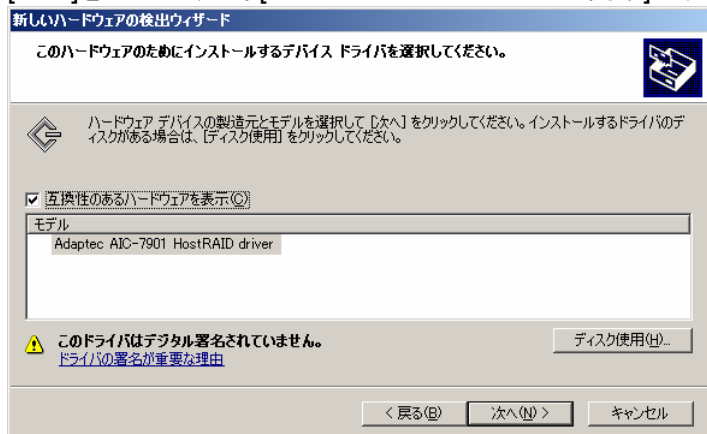 新しいハードウェアの検出ウィザード
このハードウェアのためにインストールするデバイス ドライバを選択してください。
ハードウェア デバイスの製造元とモデルを選択して [次へ] をクリックしてください。インストールするドライバのデ
ィスクがある場合は、[ディスク使用] をクリックしてください。
互換性のあるハードウェアを表示(C)
モデル
Adaptec AIC-7901 HostRAID driver
このドライバはデジタル署名されていません。
ドライバの署名が重要な理由
ディスク使用(H)...
< 戻る(B)
次へ(N) >
キャンセル